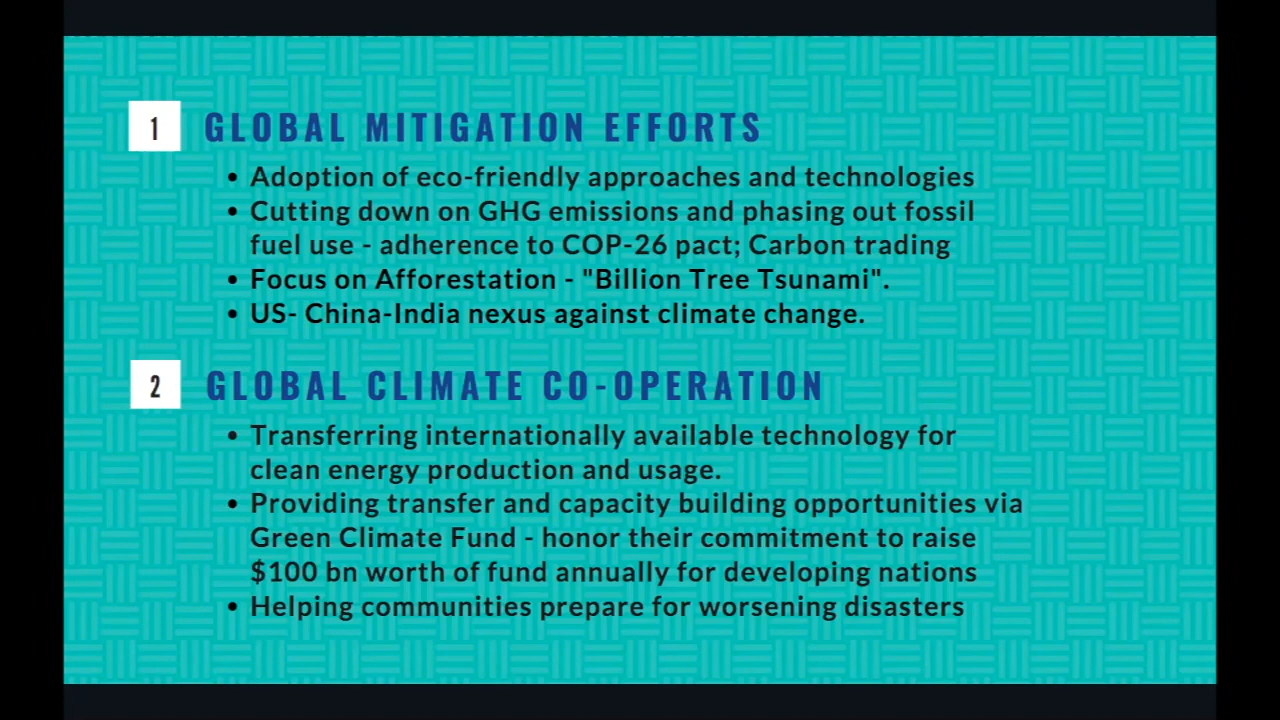 1 GLOBAL MITIGATION EFFORTS
• Adoption of eco-friendly approaches and technologies
• Cutting down on GHG emissions and phasing out fossil
fuel use - adherence to COP-26 pact; Carbon trading
• Focus on Afforestation - "Billion Tree Tsunami".
• US- China-India nexus against climate change.
2 GLOBAL CLIMATE CO-OPERATION
• Transferring internationally available technology for
clean energy production and usage.
• Providing transfer and capacity building opportunities via
Green Climate Fund - honor their commitment to raise
$100 bn worth of fund annually for developing nations
• Helping communities prepare for worsening disasters